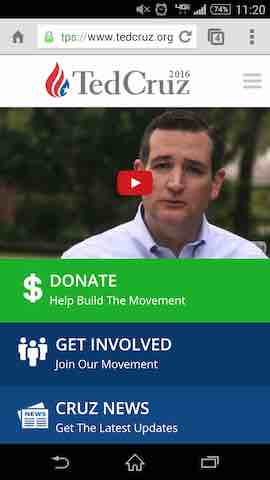 74% 11:20
tps://www.tedcruz.org 4
TedCruz 2016
DONATE
Help Build The Movement
GET INVOLVED
Join Our Movement
NEWS
CRUZ NEWS
Get The Latest Updates